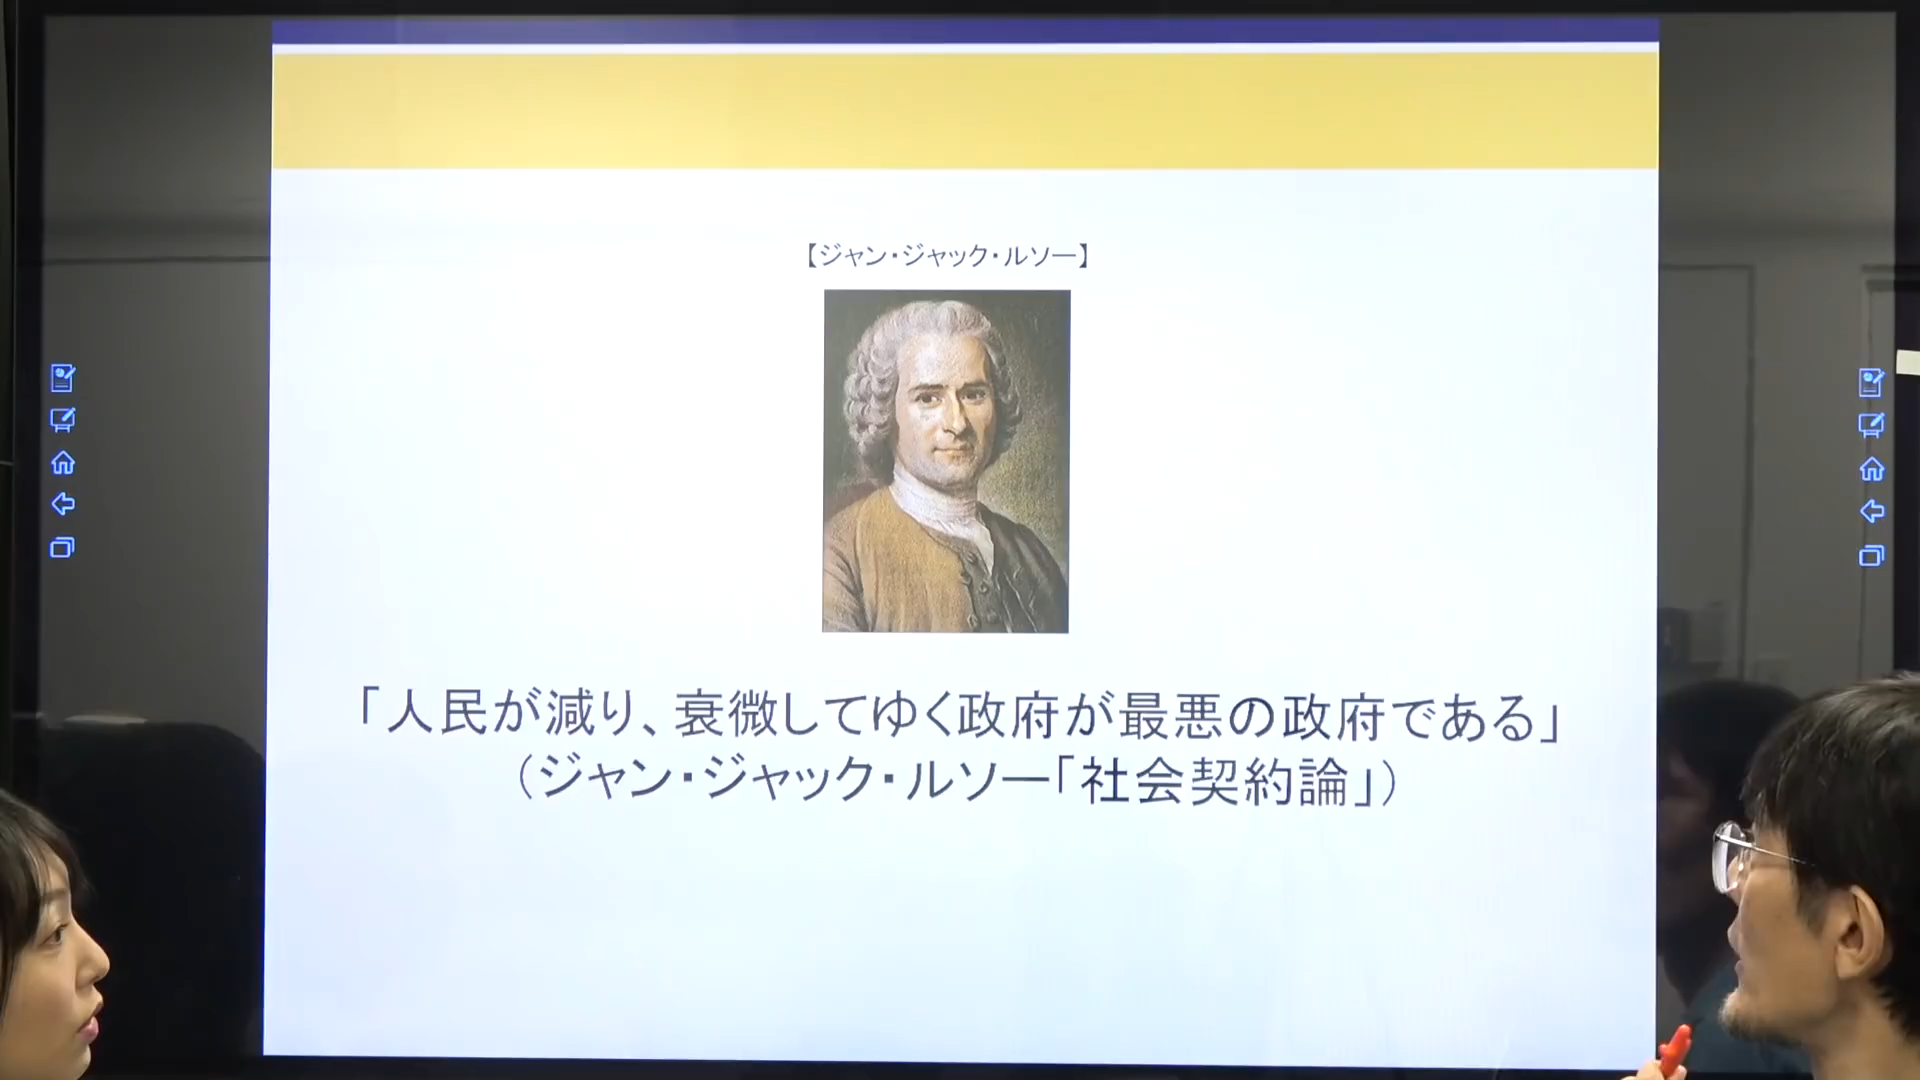 【ジャン・ジャック・ルソー】
「人民が減り、衰微してゆく政府が最悪の政府である」
（ジャン・ジャック・ルソー「社会契約論」）